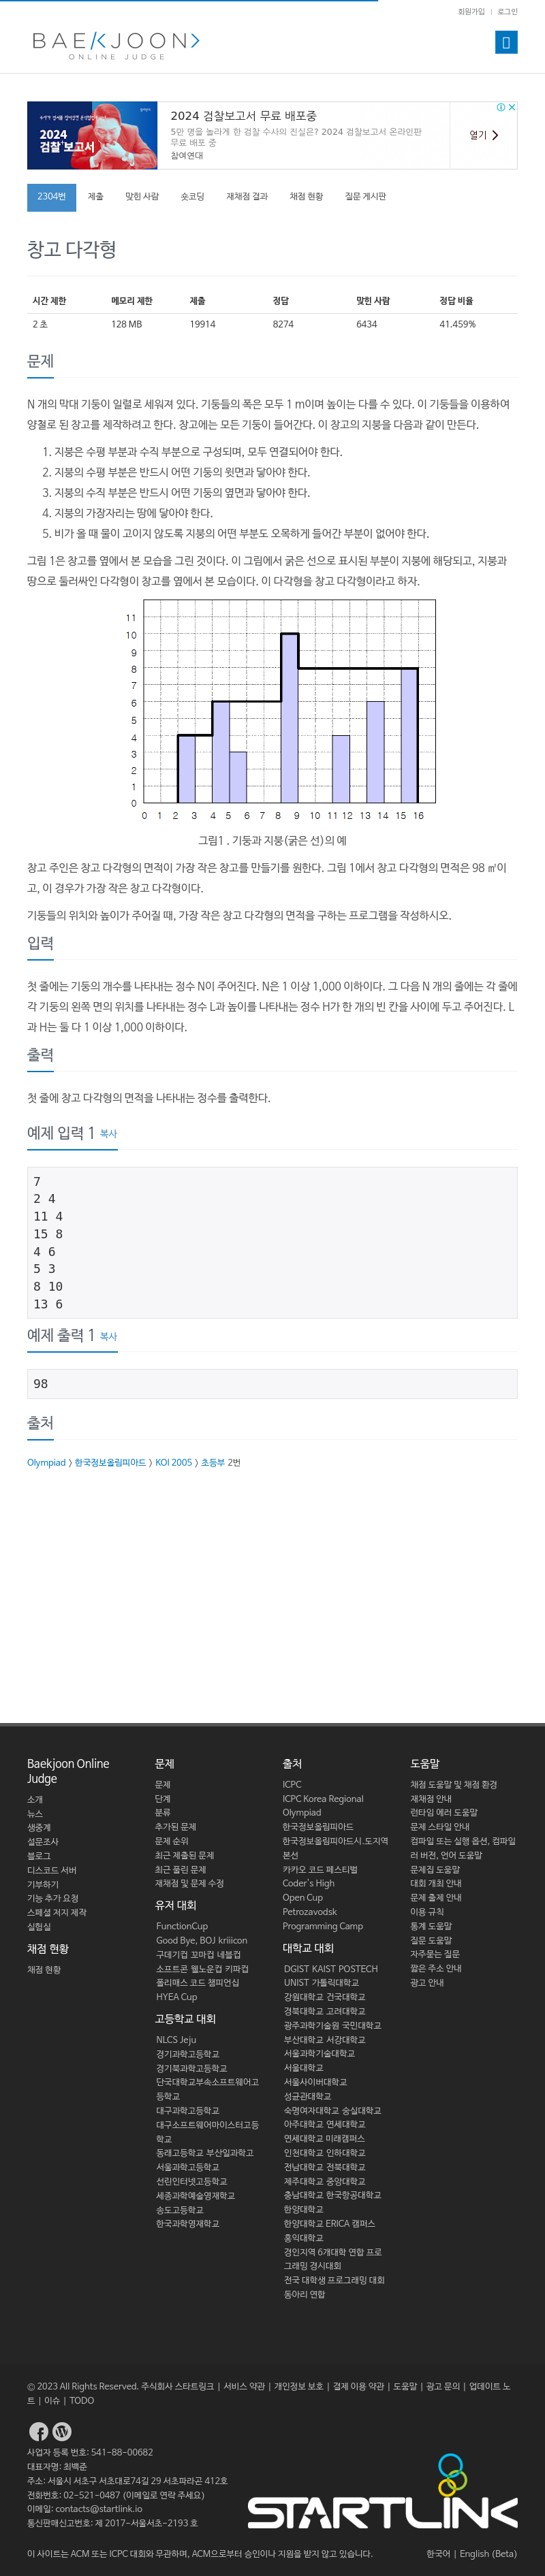 회원가입 | 로그인
BAEKJOON>
ONLINE JUDGE
2024
검찰보고서
2024 검찰보고서 무료 배포중
5만 명을 놀라게 한 검찰 수사의 진실은? 2024 검찰보고서 온라인판
무료 배포 중
참여연대
열기
2304번 제출 맞힌 사람 숏코딩 재채점 결과 채점 현황 질문 게시판
창고 다각형
시간 제한 메모리 제한 제출 정답 맞힌 사람 정답 비율
2 초 128 MB 19914 8274 6434 41.459%
문제
N 개의 막대 기둥이 일렬로 세워져 있다. 기둥들의 폭은 모두 1 m이며 높이는 다를 수 있다. 이 기둥들을 이용하여
양철로 된 창고를 제작하려고 한다. 창고에는 모든 기둥이 들어간다. 이 창고의 지붕을 다음과 같이 만든다.
1. 지붕은 수평 부분과 수직 부분으로 구성되며, 모두 연결되어야 한다.
2. 지붕의 수평 부분은 반드시 어떤 기둥의 윗면과 닿아야 한다.
3. 지붕의 수직 부분은 반드시 어떤 기둥의 옆면과 닿아야 한다.
4. 지붕의 가장자리는 땅에 닿아야 한다.
5. 비가 올 때 물이 고이지 않도록 지붕의 어떤 부분도 오목하게 들어간 부분이 없어야 한다.
그림 1은 창고를 옆에서 본 모습을 그린 것이다. 이 그림에서 굵은 선으로 표시된 부분이 지붕에 해당되고, 지붕과
땅으로 둘러싸인 다각형이 창고를 옆에서 본 모습이다. 이 다각형을 창고 다각형이라고 하자.
11
10
9
8
7
6
5
4
3
2
1
0
0 1 2 3 4 5 6 7 8 9 10 11 12 13 14 15 16
그림1 . 기둥과 지붕(굵은 선)의 예
창고 주인은 창고 다각형의 면적이 가장 작은 창고를 만들기를 원한다. 그림 1에서 창고 다각형의 면적은 98 ㎡이
고, 이 경우가 가장 작은 창고 다각형이다.
기둥들의 위치와 높이가 주어질 때, 가장 작은 창고 다각형의 면적을 구하는 프로그램을 작성하시오.
입력
첫 줄에는 기둥의 개수를 나타내는 정수 N이 주어진다. N은 1 이상 1,000 이하이다. 그 다음 N 개의 줄에는 각 줄에
각 기둥의 왼쪽 면의 위치를 나타내는 정수 L과 높이를 나타내는 정수 H가 한 개의 빈 칸을 사이에 두고 주어진다. L
과 H는 둘 다 1 이상 1,000 이하이다.
출력
첫 줄에 창고 다각형의 면적을 나타내는 정수를 출력한다.
예제 입력 1 복사
7
2 4
11 4
15 8
4 6
5 3
8 10
13 6
예제 출력 1 복사
98
출처
Olympiad > 한국정보올림피아드 > KOI 2005 > 초등부 2번
Baekjoon Online
Judge
소개
뉴스
생중계
설문조사
블로그
디스코드 서버
기부하기
기능 추가 요청
스페셜 저지 제작
실험실
채점 현황
채점 현황
문제
문제
단계
분류
추가된 문제
문제 순위
최근 제출된 문제
최근 풀린 문제
재채점 및 문제 수정
유저 대회
FunctionCup
Good Bye, BOJ kriiicon
구데기컵 꼬마컵 네블컵
소프트콘 웰노운컵 키파컵
폴리매스 코드 챔피언십
HYEA Cup
고등학교 대회
NLCS Jeju
경기과학고등학교
경기북과학고등학교
단국대학교부속소프트웨어고
등학교
대구과학고등학교
대구소프트웨어마이스터고등
학교
동래고등학교 부산일과학고
서울과학고등학교
선린인터넷고등학교
세종과학예술영재학교
송도고등학교
한국과학영재학교
출처
ICPC
ICPC Korea Regional
Olympiad
한국정보올림피아드
한국정보올림피아드시.도지역
본선
카카오 코드 페스티벌
Coder's High
Open Cup
Petrozavodsk
Programming Camp
대학교 대회
DGIST KAIST POSTECH
UNIST 가톨릭대학교
강원대학교 건국대학교
경북대학교 고려대학교
광주과학기술원 국민대학교
부산대학교 서강대학교
서울과학기술대학교
서울대학교
서울사이버대학교
성균관대학교
숙명여자대학교 숭실대학교
아주대학교 연세대학교
연세대학교 미래캠퍼스
인천대학교 인하대학교
전남대학교 전북대학교
제주대학교 중앙대학교
충남대학교 한국항공대학교
한양대학교
한양대학교 ERICA 캠퍼스
홍익대학교
경인지역 6개대학 연합 프로
그래밍 경시대회
전국 대학생 프로그래밍 대회
동아리 연합
도움말
채점 도움말 및 채점 환경
재채점 안내
런타임 에러 도움말
문제 스타일 안내
컴파일 또는 실행 옵션, 컴파일
러 버전, 언어 도움말
문제집 도움말
대회 개최 안내
문제 출제 안내
이용 규칙
통계 도움말
질문 도움말
자주묻는 질문
짧은 주소 안내
광고 안내
© 2023 All Rights Reserved. 주식회사 스타트링크 | 서비스 약관 | 개인정보 보호 | 결제 이용 약관 | 도움말 | 광고 문의 | 업데이트 노
트 | 이슈 | TODO
사업자 등록 번호: 541-88-00682
대표자명: 최백준
주소: 서울시 서초구 서초대로74길 29 서초파라곤 412호
전화번호: 02-521-0487 (이메일로 연락 주세요)
이메일: contacts@startlink.io
통신판매신고번호: 제 2017-서울서초-2193 호
STARTLINK
이 사이트는 ACM 또는 ICPC 대회와 무관하며, ACM으로부터 승인이나 지원을 받지 않고 있습니다.
한국어 | English (Beta)